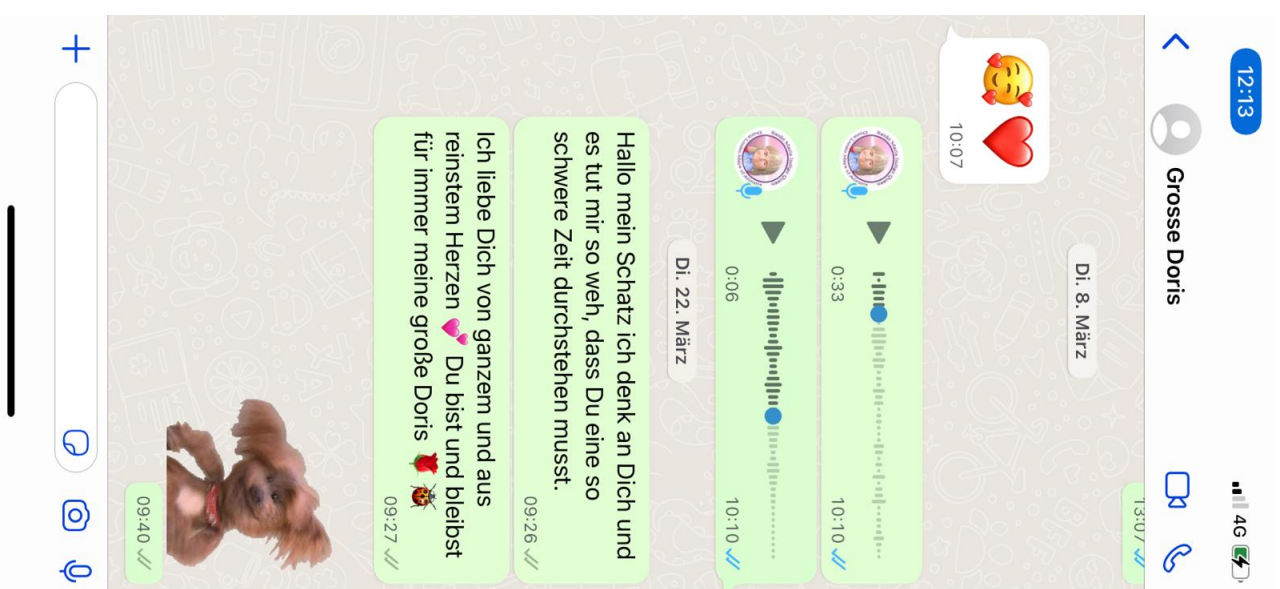 12:13
4G
Grosse Doris
13:07
Di. 8. März
10:07
0:33
10:10
0:06
10:10
Di. 22. März
Hallo mein Schatz ich denk an Dich und
es tut mir so weh, dass Du eine so
schwere Zeit durchstehen musst.
09:26
Ich liebe Dich von ganzem und aus
reinstem Herzen 💕 Du bist und bleibst
für immer meine große Doris 🌹🐞
09:27
09:40